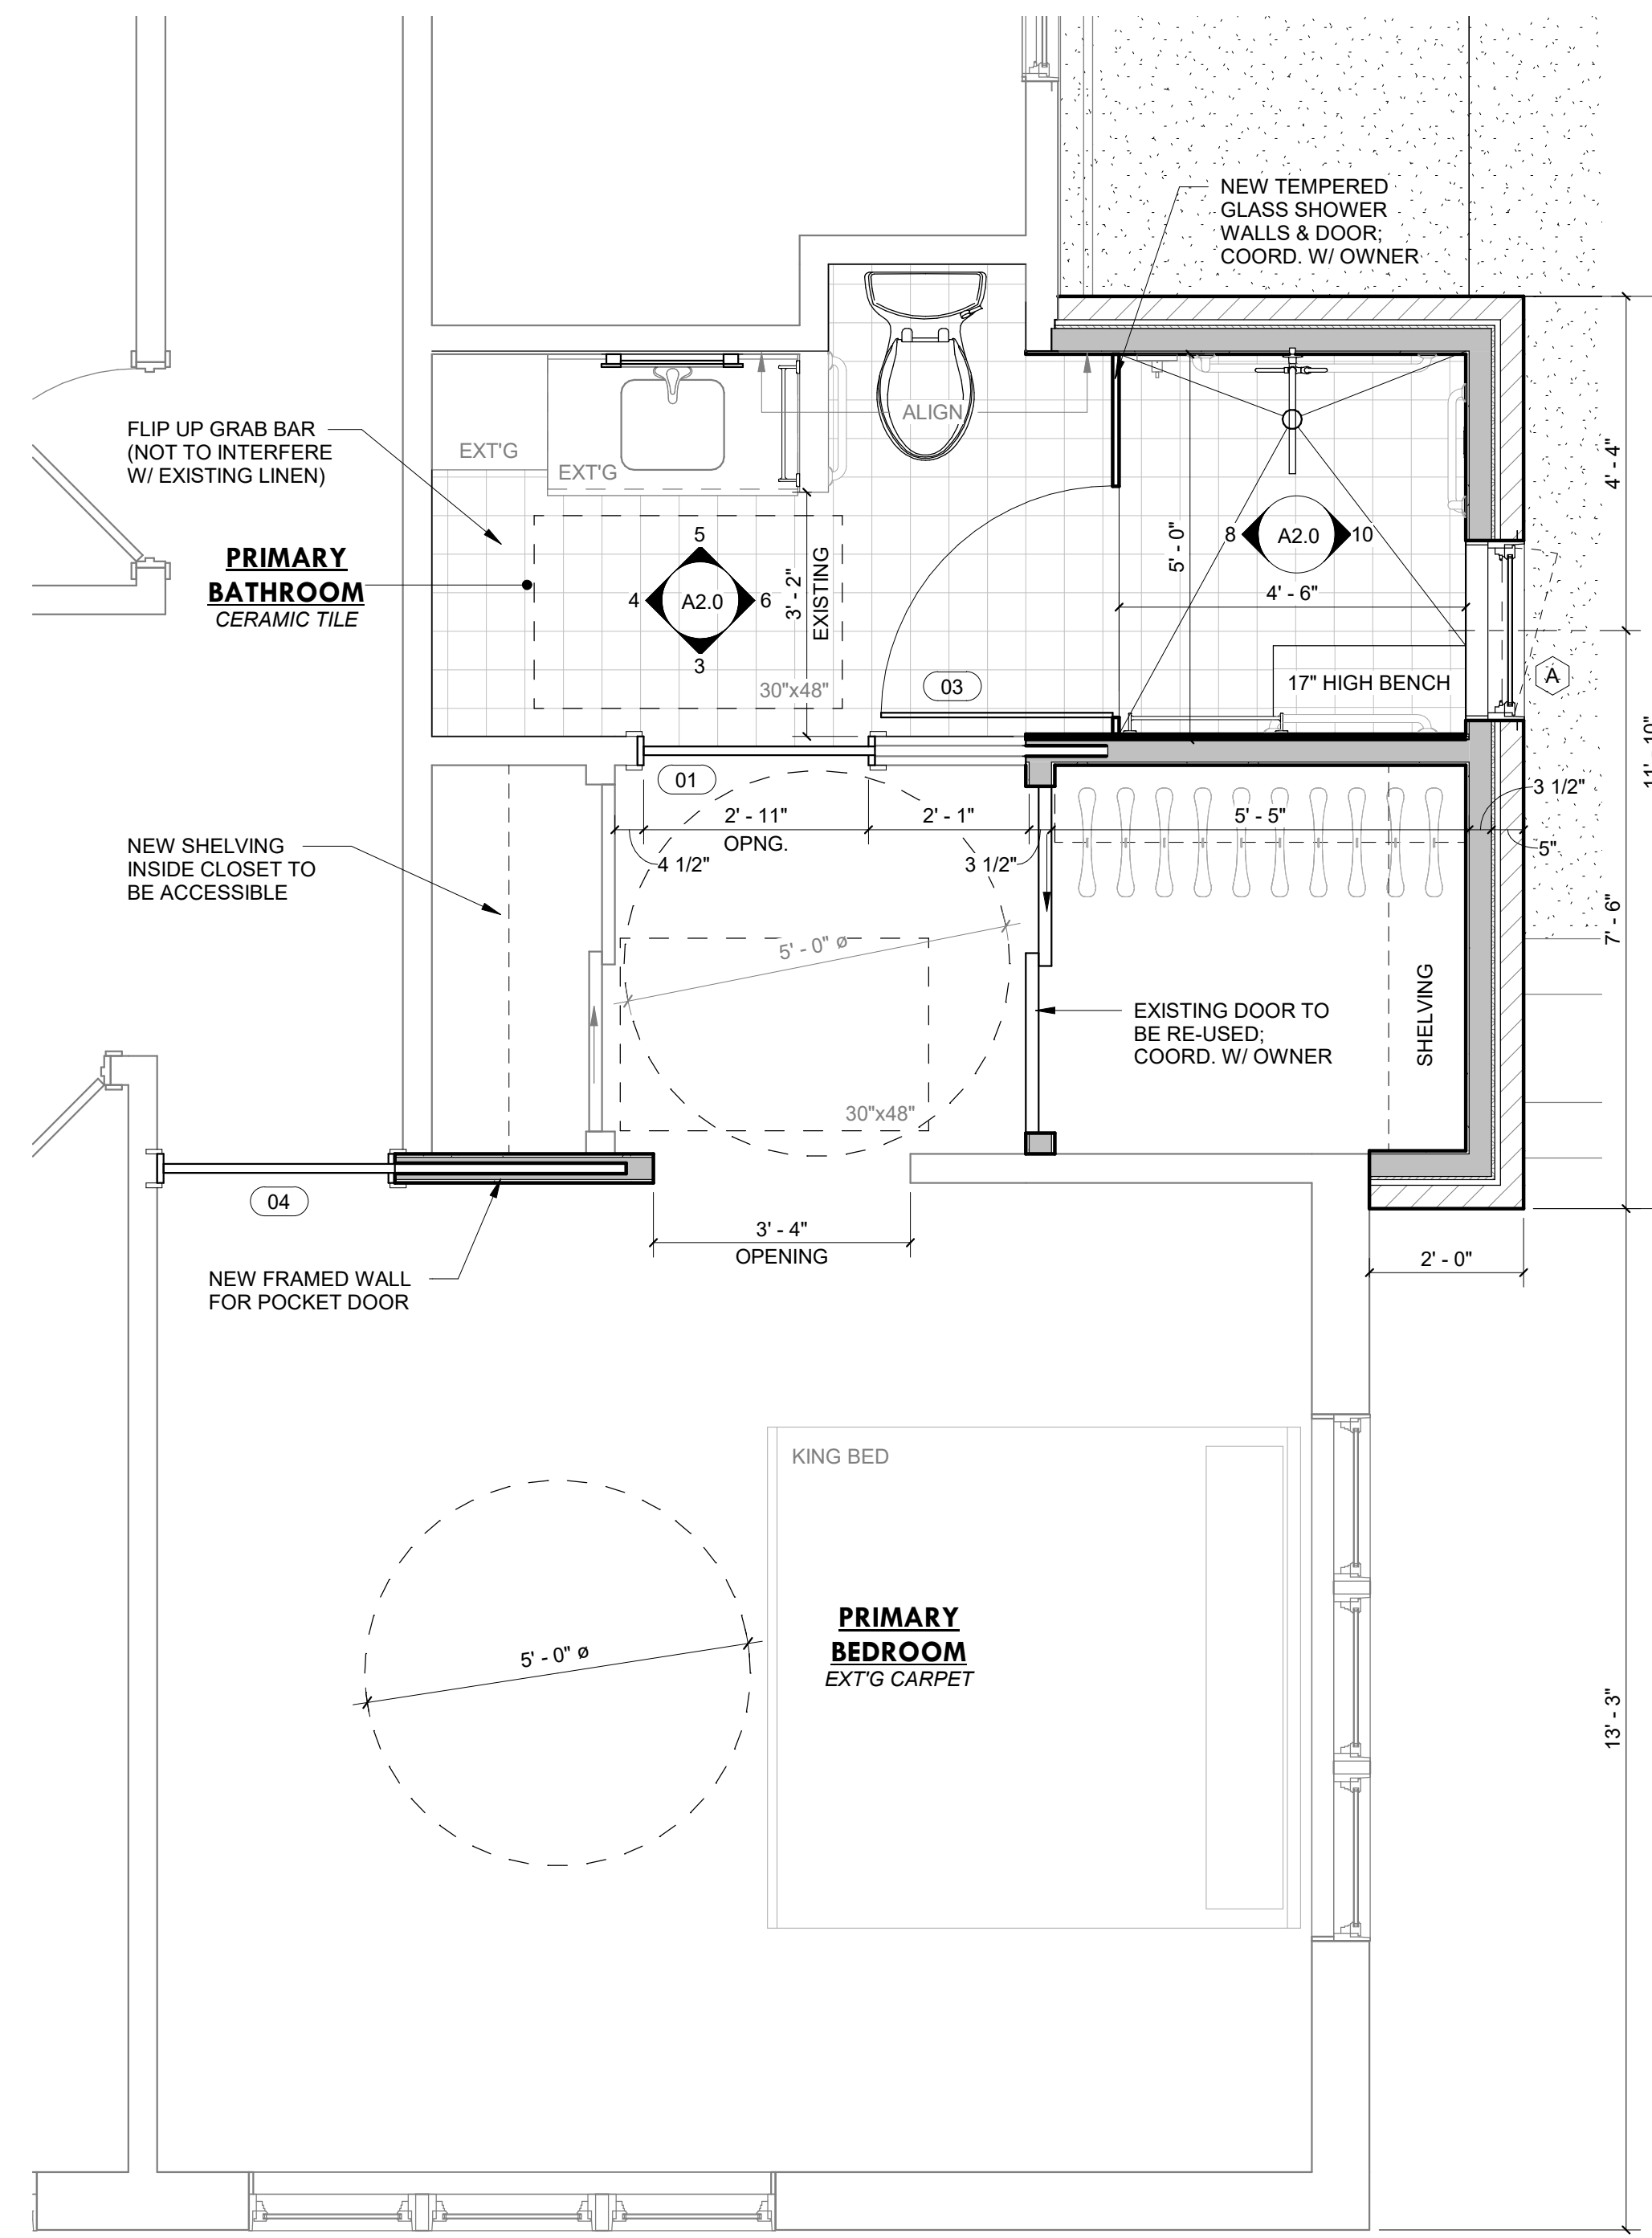 NEW TEMPERED
GLASS SHOWER
WALLS & DOOR;
COORD. W/ OWNER
FLIP UP GRAB BAR
(NOT TO INTERFERE
W/ EXISTING LINEN)
EXT'G
EXT'G
ALIGN
4' - 4"
PRIMARY
BATHROOM
CERAMIC TILE
5
4 A2.0 6
3
3' - 2"
EXISTING
30"x48"
5' - 0"
8 A2.0 10
4' - 6"
03
17" HIGH BENCH
A
11' - 10"
01
2' - 11"
OPNG.
2' - 1"
5' - 5"
3 1/2"
5"
4 1/2"
3 1/2"
NEW SHELVING
INSIDE CLOSET TO
BE ACCESSIBLE
7' - 6"
5' - 0" ø
30"x48"
EXISTING DOOR TO
BE RE-USED;
COORD. W/ OWNER
SHELVING
04
3' - 4"
OPENING
2' - 0"
NEW FRAMED WALL
FOR POCKET DOOR
KING BED
5' - 0" ø
PRIMARY
BEDROOM
EXT'G CARPET
13' - 3"